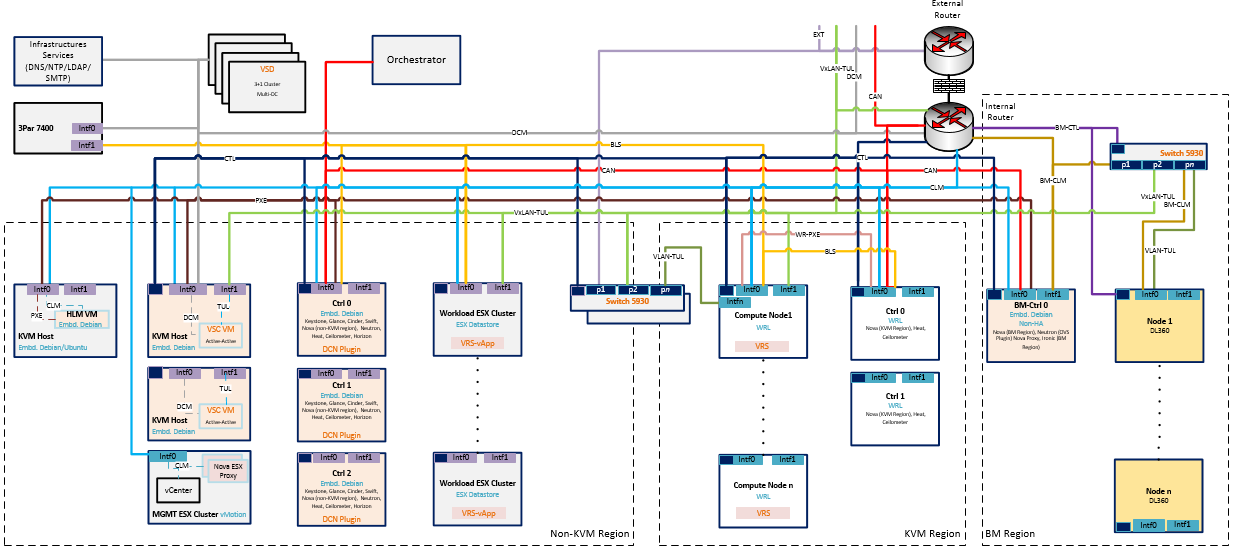 External
Router
EXT
VxLAN-TUL
DCM
CAN
Infrastructures
Services
(DNS/NTP/LDAP/
SMTP)
VSD
3+1 Cluster
Multi-DC
Orchestrator
3Par 7400
Intf0
Intf1
Internal
Router
BM-CTL
Switch 5930
p1
p2
pn
DCM
BLS
CTL
CTL
CAN
CAN
CLM
BM-CLM
PXE
VxLAN-TUL
VxLAN-TUL
BM-CLM
VLAN-TUL
WR-PXE
BLS
VLAN-TUL
Intf0
Intf1
CLM
PXE
HLM VM
Embd. Debian
KVM Host
Embd. Debian/Ubuntu
Intf0
Intf1
TUL
DCM
VSC VM
Active-Active
KVM Host
Embd. Debian
Intf0
Intf1
TUL
DCM
VSC VM
Active-Active
KVM Host
Embd. Debian
Intf0
CLM
Nova ESX
Proxy
vCenter
MGMT ESX Cluster vMotion
Intf0
Intf1
Ctrl 0
Embd. Debian
Keystone, Glance, Cinder, Swift,
Nova (non-KVM region), Neutron,
Heat, Ceilometer, Horizon
DCN Plugin
Intf0
Intf1
Ctrl 1
Embd. Debian
Keystone, Glance, Cinder, Swift,
Nova (non-KVM region), Neutron,
Heat, Ceilometer, Horizon
DCN Plugin
Intf0
Intf1
Ctrl 2
Embd. Debian
Keystone, Glance, Cinder, Swift,
Nova (non-KVM region), Neutron,
Heat, Ceilometer, Horizon
DCN Plugin
Intf0
Intf1
Workload ESX Cluster
ESX Datastore
VRS-vApp
Intf0
Intf1
Workload ESX Cluster
ESX Datastore
VRS-vApp
p1
p2
pn
Switch 5930
Non-KVM Region
Intf0
Intf1
Intfn
Compute Node1
WRL
VRS
Intf0
Intf1
Compute Node n
WRL
VRS
Intf0
Intf1
Ctrl 0
WRL
Nova (KVM Region), Heat,
Ceilometer
Intf0
Intf1
Ctrl 1
WRL
Nova (KVM Region), Heat,
Ceilometer
KVM Region
Intf0
Intf1
BM-Ctrl 0
Embd. Debian
Non-HA
Nova (BM Region), Neutron (OVS
Plugin) Nova Proxy, Ironic (BM
Region)
Intf0
Intf1
Node 1
DL360
Node n
DL360
Intf0
Intf1
BM Region